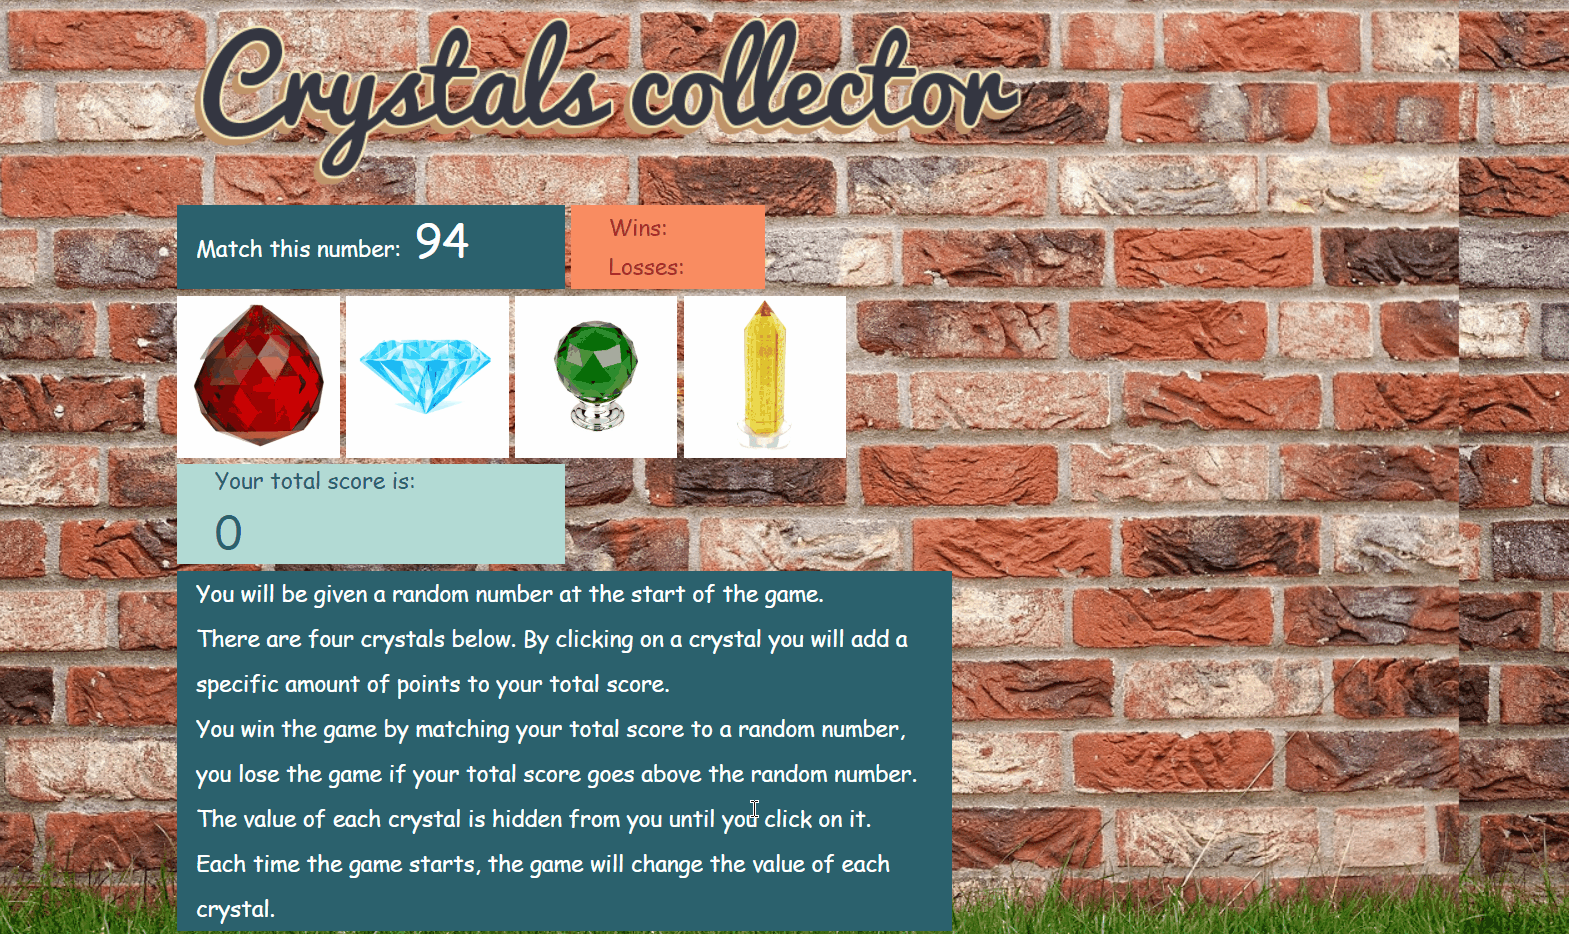 Crystals collector
Match this number: 94
Wins:
Losses:
Your total score is:
0
You will be given a random number at the start of the game.
There are four crystals below. By clicking on a crystal you will add a
specific amount of points to your total score.
You win the game by matching your total score to a random number,
you lose the game if your total score goes above the random number.
The value of each crystal is hidden from you until you click on it.
Each time the game starts, the game will change the value of each
crystal.